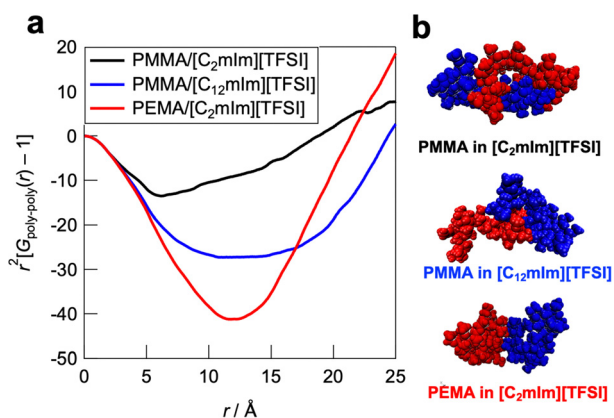 a
b
20
10
0
-10
-20
-30
-40
-50
r²[Gpoly-poly(r) − 1]
PMMA/[C₂mIm][TFSI]
PMMA/[C₁₂mIm][TFSI]
PEMA/[C₂mIm][TFSI]
0 5 10 15 20 25
r / Å
PMMA in [C₂mIm][TFSI]
PMMA in [C₁₂mIm][TFSI]
PEMA in [C₂mIm][TFSI]